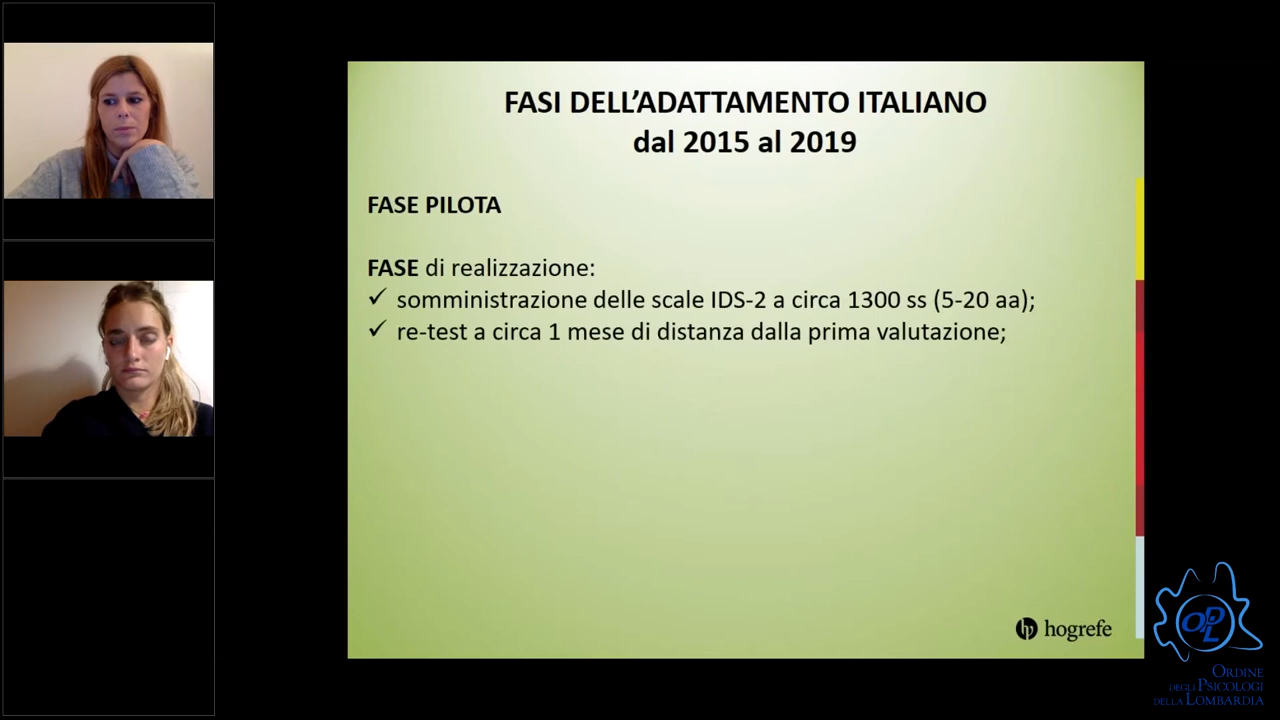 FASI DELL’ADATTAMENTO ITALIANO
dal 2015 al 2019
FASE PILOTA
FASE di realizzazione:
✓ somministrazione delle scale IDS-2 a circa 1300 ss (5-20 aa);
✓ re-test a circa 1 mese di distanza dalla prima valutazione;
hogrefe
OPL
ORDINE
DEGLI PSICOLOGI
DELLA LOMBARDIA